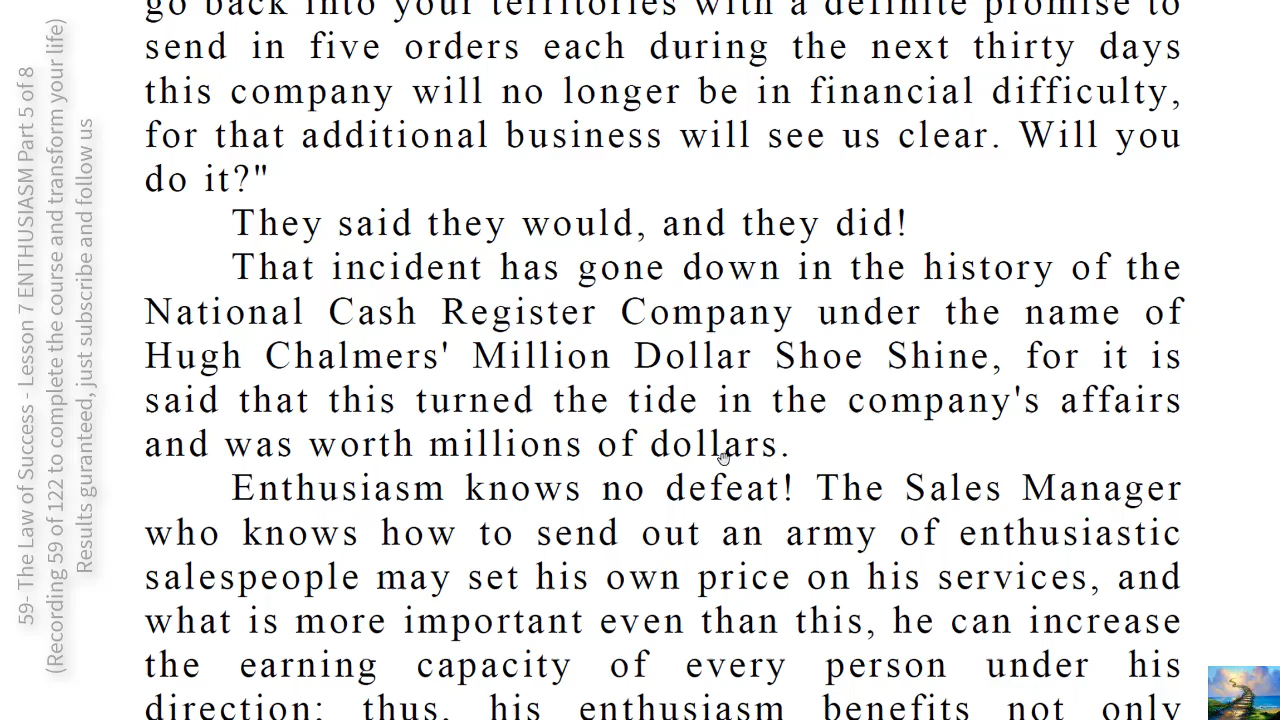 go back into your territories with a definite promise to
send in five orders each during the next thirty days
this company will no longer be in financial difficulty,
for that additional business will see us clear. Will you
do it?"
They said they would, and they did!
That incident has gone down in the history of the
National Cash Register Company under the name of
Hugh Chalmers' Million Dollar Shoe Shine, for it is
said that this turned the tide in the company's affairs
and was worth millions of dollars.
Enthusiasm knows no defeat! The Sales Manager
who knows how to send out an army of enthusiastic
salespeople may set his own price on his services, and
what is more important even than this, he can increase
the earning capacity of every person under his
direction; thus, his enthusiasm benefits not only
59- The Law of Success - Lesson 7 ENTHUSIASM Part 5 of 8
(Recording 59 of 122 to complete the course and transform your life)
Results guranteed, just subscribe and follow us